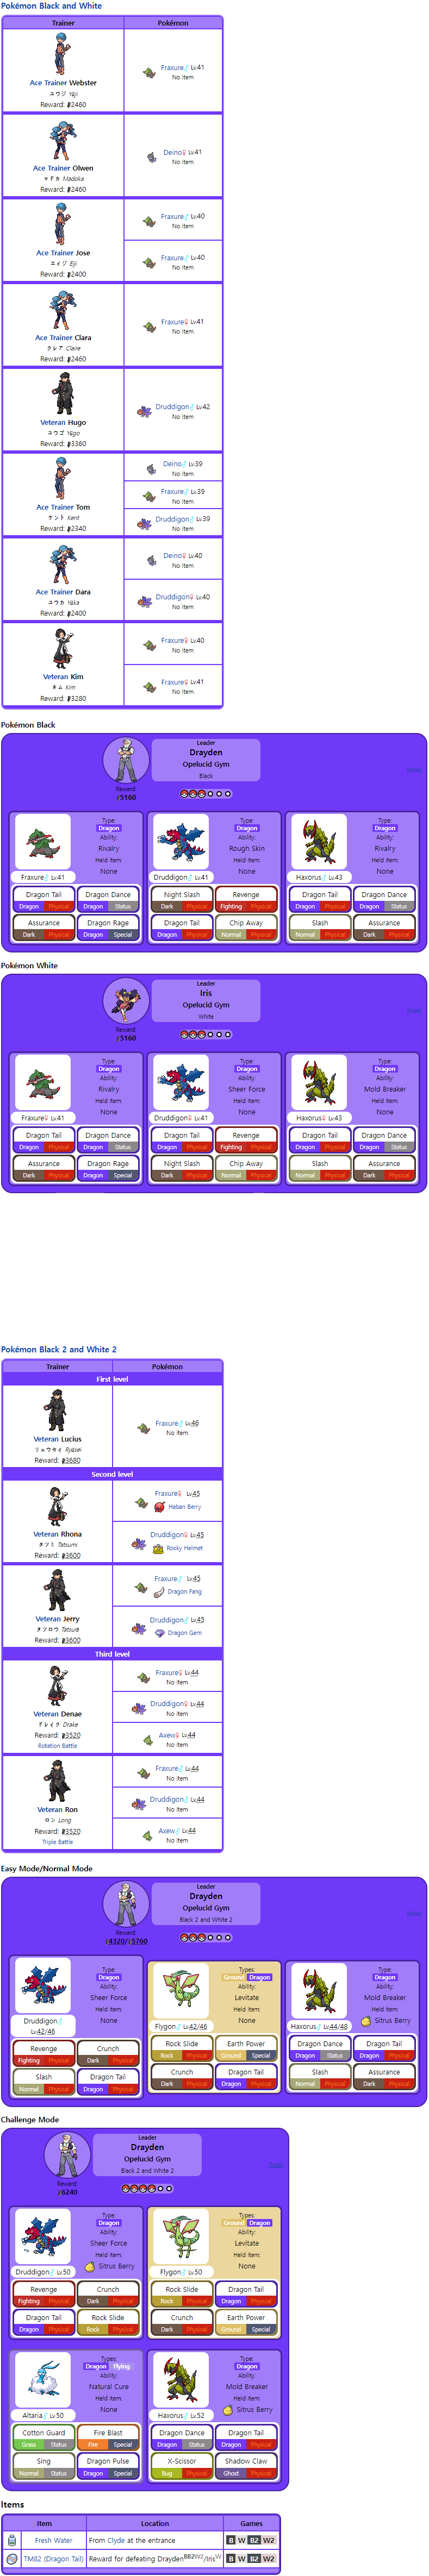 Pokémon Black and White
Trainer Pokémon
Ace Trainer Webster
ユウジ Yūji
Reward: 2460
Fraxure♂ Lv.41
No item
Ace Trainer Olwen
マドカ Madoka
Reward: 2460
Deino♀ Lv.41
No item
Ace Trainer Jose
エイジ Eiji
Reward: 2400
Fraxure♂ Lv.40
No item
Fraxure♂ Lv.40
No item
Ace Trainer Clara
クレア Claire
Reward: 2460
Fraxure♀ Lv.41
No item
Veteran Hugo
ユウゴ Yūgo
Reward: 3360
Druddigon♂ Lv.42
No item
Ace Trainer Tom
ケント Kent
Reward: 2340
Deino♂ Lv.39
No item
Fraxure♂ Lv.39
No item
Druddigon♂ Lv.39
No item
Ace Trainer Dara
ユウカ Yūka
Reward: 2400
Deino♀ Lv.40
No item
Druddigon♀ Lv.40
No item
Veteran Kim
キム Kim
Reward: 3280
Fraxure♀ Lv.40
No item
Fraxure♀ Lv.41
No item
Pokémon Black
Leader
Drayden
Opelucid Gym
Black
Reward:
5160
Type:
Dragon
Ability:
Rivalry
Held item:
None
Fraxure♂ Lv.41
Dragon Tail
Dragon Physical
Dragon Dance
Dragon Status
Assurance
Dark Physical
Dragon Rage
Dragon Special
Type:
Dragon
Ability:
Rough Skin
Held item:
None
Druddigon♂ Lv.41
Night Slash
Dark Physical
Revenge
Fighting Physical
Dragon Tail
Dragon Physical
Chip Away
Normal Physical
Type:
Dragon
Ability:
Rivalry
Held item:
None
Haxorus♂ Lv.43
Dragon Tail
Dragon Physical
Dragon Dance
Dragon Status
Slash
Normal Physical
Assurance
Dark Physical
Pokémon White
Leader
Iris
Opelucid Gym
White
Reward:
5160
Type:
Dragon
Ability:
Rivalry
Held item:
None
Fraxure♀ Lv.41
Dragon Tail
Dragon Physical
Dragon Dance
Dragon Status
Assurance
Dark Physical
Dragon Rage
Dragon Special
Type:
Dragon
Ability:
Sheer Force
Held item:
None
Druddigon♀ Lv.41
Dragon Tail
Dragon Physical
Revenge
Fighting Physical
Night Slash
Dark Physical
Chip Away
Normal Physical
Type:
Dragon
Ability:
Mold Breaker
Held item:
None
Haxorus♀ Lv.43
Dragon Tail
Dragon Physical
Dragon Dance
Dragon Status
Slash
Normal Physical
Assurance
Dark Physical
Pokémon Black 2 and White 2
Trainer Pokémon
First level
Veteran Lucius
リュウセイ Ryūsei
Reward: 3680
Fraxure♂ Lv.46
No item
Second level
Veteran Rhona
タツミ Tatsumi
Reward: 3600
Fraxure♀ Lv.45
Haban Berry
Druddigon♀ Lv.45
Rocky Helmet
Veteran Jerry
タツロウ Tatsurō
Reward: 3600
Fraxure♂ Lv.45
Dragon Fang
Druddigon♂ Lv.45
Dragon Gem
Third level
Veteran Denae
ドレイク Drake
Reward: 3520
Rotation Battle
Fraxure♀ Lv.44
No item
Druddigon♀ Lv.44
No item
Axew♀ Lv.44
No item
Veteran Ron
ロン Long
Reward: 3520
Triple Battle
Fraxure♂ Lv.44
No item
Druddigon♂ Lv.44
No item
Axew♂ Lv.44
No item
Easy Mode/Normal Mode
Leader
Drayden
Opelucid Gym
Black 2 and White 2
Reward:
4320/5760
Type:
Dragon
Ability:
Sheer Force
Held item:
None
Druddigon♂
Lv.42/46
Revenge
Fighting Physical
Crunch
Dark Physical
Slash
Normal Physical
Dragon Tail
Dragon Physical
Types:
Ground Dragon
Ability:
Levitate
Held item:
None
Flygon♂ Lv.42/46
Rock Slide
Rock Physical
Earth Power
Ground Special
Crunch
Dark Physical
Dragon Tail
Dragon Physical
Type:
Dragon
Ability:
Mold Breaker
Held item:
Sitrus Berry
Haxorus♂ Lv.44/48
Dragon Dance
Dragon Status
Dragon Tail
Dragon Physical
Slash
Normal Physical
Assurance
Dark Physical
Challenge Mode
Leader
Drayden
Opelucid Gym
Black 2 and White 2
Reward:
6240
Type:
Dragon
Ability:
Sheer Force
Held item:
Sitrus Berry
Druddigon♂ Lv.50
Revenge
Fighting Physical
Crunch
Dark Physical
Dragon Tail
Dragon Physical
Rock Slide
Rock Physical
Types:
Ground Dragon
Ability:
Levitate
Held item:
None
Flygon♂ Lv.50
Rock Slide
Rock Physical
Dragon Tail
Dragon Physical
Crunch
Dark Physical
Earth Power
Ground Special
Types:
Dragon Flying
Ability:
Natural Cure
Held item:
None
Altaria♂ Lv.50
Cotton Guard
Grass Status
Fire Blast
Fire Special
Sing
Normal Status
Dragon Pulse
Dragon Special
Type:
Dragon
Ability:
Mold Breaker
Held item:
Sitrus Berry
Haxorus♂ Lv.52
Dragon Dance
Dragon Status
Dragon Tail
Dragon Physical
X-Scissor
Bug Physical
Shadow Claw
Ghost Physical
Items
Item Location Games
Fresh Water From Clyde at the entrance B W B2 W2
TM82 (Dragon Tail) Reward for defeating Drayden BB2W2/Iris W B W B2 W2